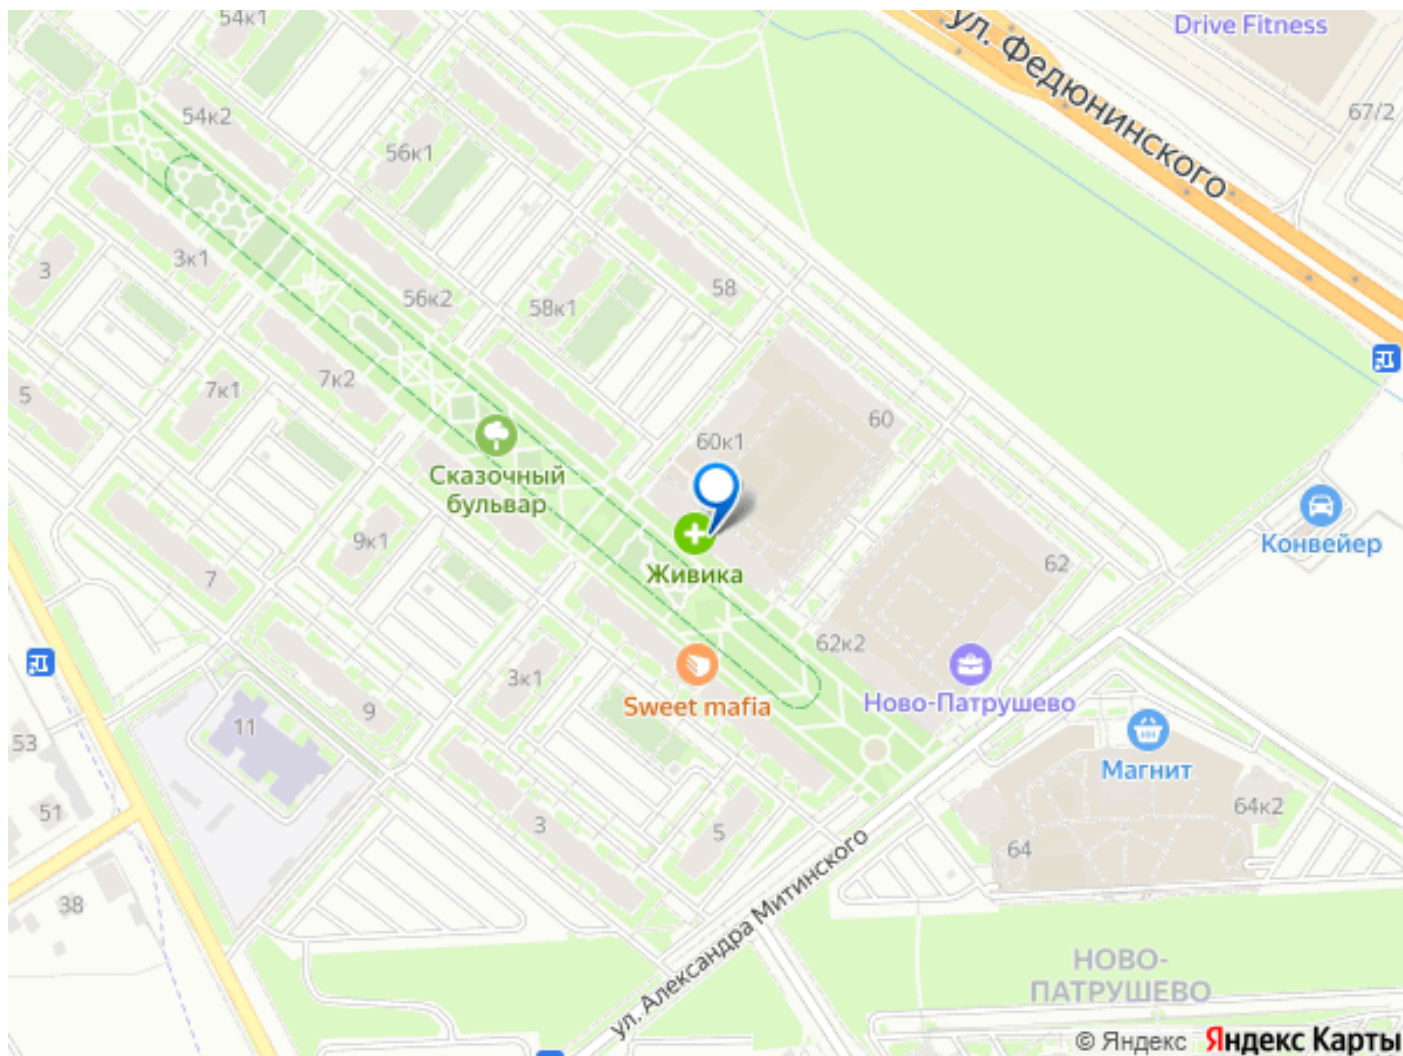 54к1
Drive Fitness
ул. Федюнинского
67/2
54к2
56к1
3к1
3
58
56к2
58к1
7к2
7к1
5
60
60к1
Сказочный
бульвар
9к1
Живика
Конвейер
7
62
62к2
3к1
Sweet mafia
Ново-Патрушево
9
11
53
Магнит
51
3
5
64к2
64
ул. Александра Митинского
38
НОВО-
ПАТРУШЕВО
© Яндекс Яндекс Карты